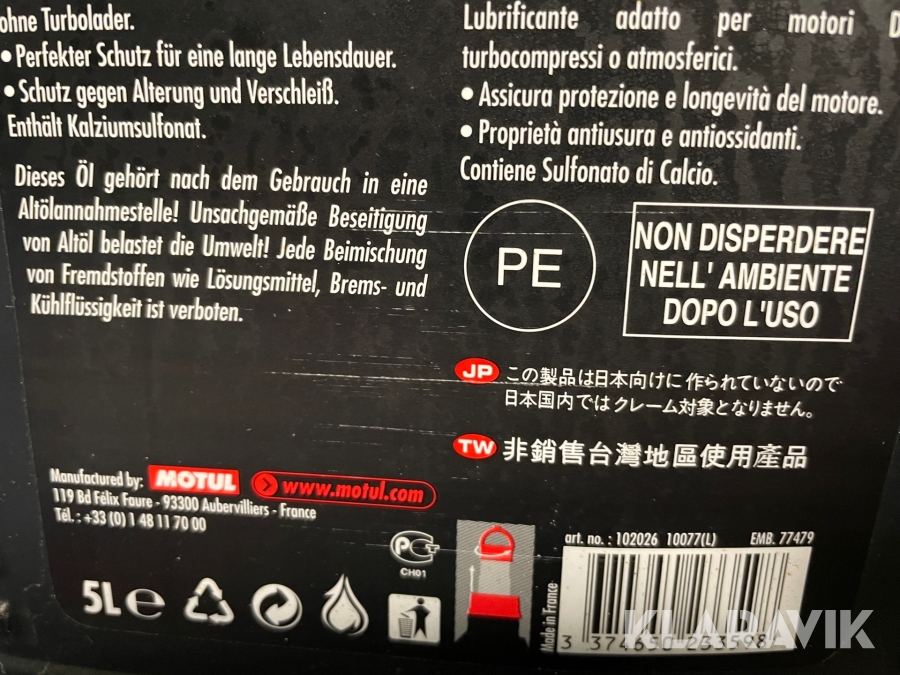 ohne Turbolader.
• Perfekter Schutz für eine lange Lebensdauer.
• Schutz gegen Alterung und Verschleiß.
Enthält Kalziumsulfonat.
Dieses Öl gehört nach dem Gebrauch in eine
Altölannahmestelle! Unsachgemäße Beseitigung
von Altöl belastet die Umwelt! Jede Beimischung
von Fremdstoffen wie Lösungsmittel, Brems- und
Kühlflüssigkeit ist verboten.
Lubrificante adatto per motori D
turbocompressi o atmosferici.
• Assicura protezione e longevità del motore.
• Proprietà antiusura e antiossidanti.
Contiene Sulfonato di Calcio.
PE
NON DISPERDERE
NELL' AMBIENTE
DOPO L'USO
JP この製品は日本向けに作られていないので
日本国内ではクレーム対象となりません。
TW 非銷售台灣地區使用產品
Manufactured by: MOTUL www.motul.com
119 Bd Félix Faure - 93300 Aubervilliers - France
Tél. : +33 (0) 1 48 11 70 00
5L e
PCT
CH01
art. no. : 102026 10077(L) EMB. 77479
Made in France
3 374650
KLARAVIK